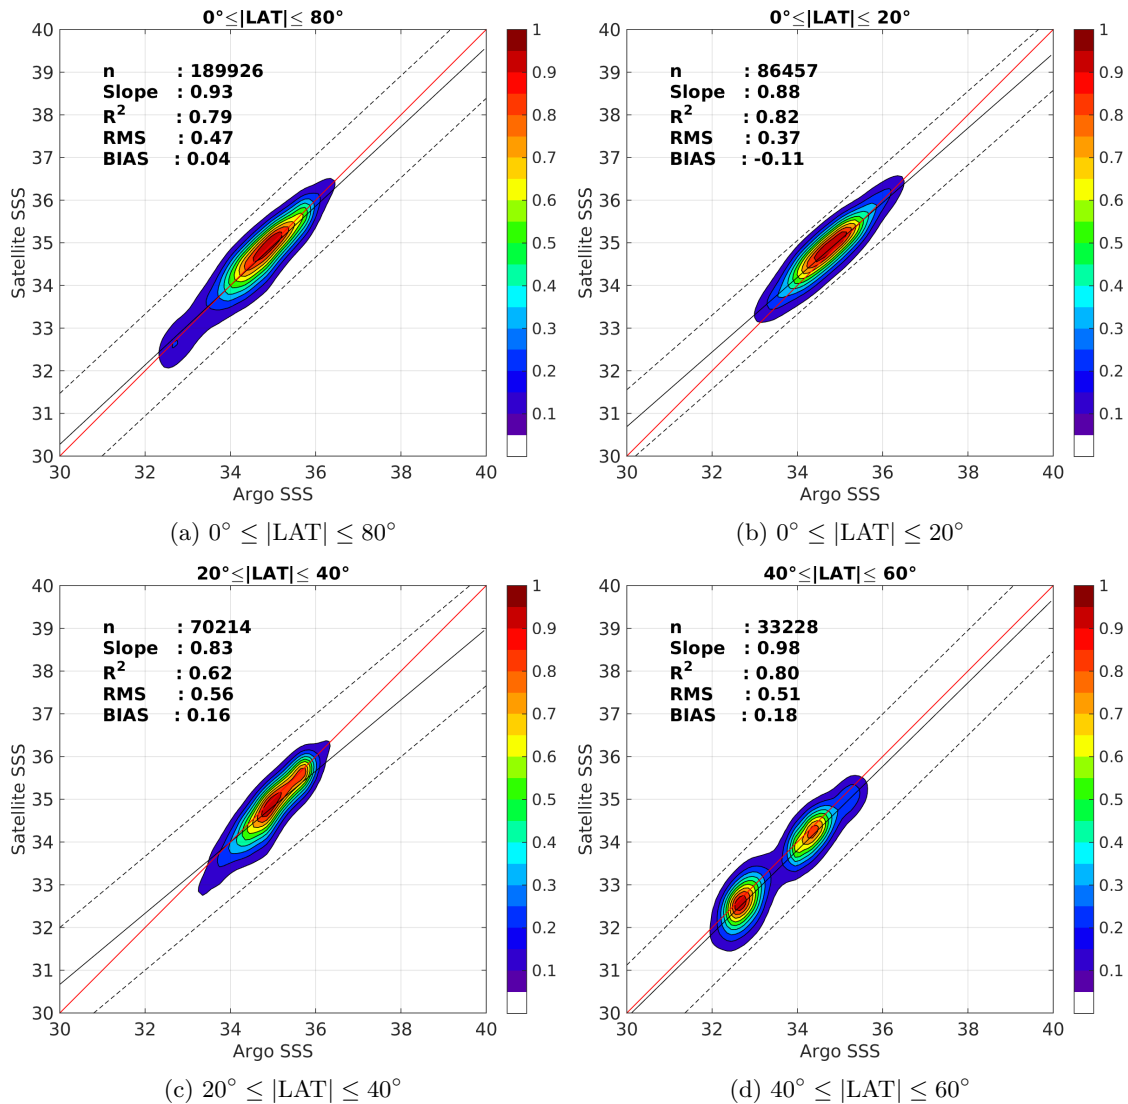 0°≤|LAT|≤ 80°
n : 189926
Slope : 0.93
R² : 0.79
RMS : 0.47
BIAS : 0.04
Satellite SSS
40
39
38
37
36
35
34
33
32
31
30
30 32 34 36 38 40
Argo SSS
1
0.9
0.8
0.7
0.6
0.5
0.4
0.3
0.2
0.1
(a) 0° ≤ |LAT| ≤ 80°
0°≤|LAT|≤ 20°
n : 86457
Slope : 0.88
R² : 0.82
RMS : 0.37
BIAS : -0.11
Satellite SSS
40
39
38
37
36
35
34
33
32
31
30
30 32 34 36 38 40
Argo SSS
1
0.9
0.8
0.7
0.6
0.5
0.4
0.3
0.2
0.1
(b) 0° ≤ |LAT| ≤ 20°
20°≤|LAT|≤ 40°
n : 70214
Slope : 0.83
R² : 0.62
RMS : 0.56
BIAS : 0.16
Satellite SSS
40
39
38
37
36
35
34
33
32
31
30
30 32 34 36 38 40
Argo SSS
1
0.9
0.8
0.7
0.6
0.5
0.4
0.3
0.2
0.1
(c) 20° ≤ |LAT| ≤ 40°
40°≤|LAT|≤ 60°
n : 33228
Slope : 0.98
R² : 0.80
RMS : 0.51
BIAS : 0.18
Satellite SSS
40
39
38
37
36
35
34
33
32
31
30
30 32 34 36 38 40
Argo SSS
1
0.9
0.8
0.7
0.6
0.5
0.4
0.3
0.2
0.1
(d) 40° ≤ |LAT| ≤ 60°